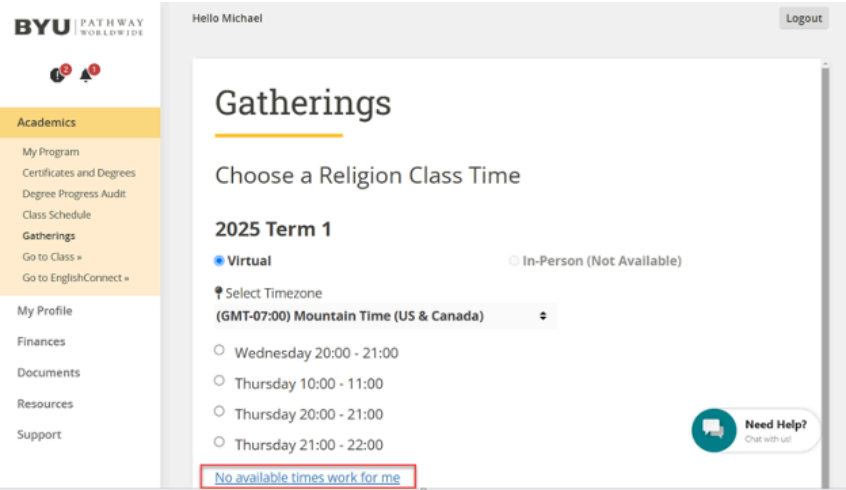 BYU PATHWAY
WORLDWIDE
Hello Michael
Logout
2
1
Academics
My Program
Certificates and Degrees
Degree Progress Audit
Class Schedule
Gatherings
Go to Class »
Go to EnglishConnect »
My Profile
Finances
Documents
Resources
Support
Gatherings
Choose a Religion Class Time
2025 Term 1
Virtual
In-Person (Not Available)
Select Timezone
(GMT-07:00) Mountain Time (US & Canada)
Wednesday 20:00 - 21:00
Thursday 10:00 - 11:00
Thursday 20:00 - 21:00
Thursday 21:00 - 22:00
No available times work for me
Need Help?
Chat with us!